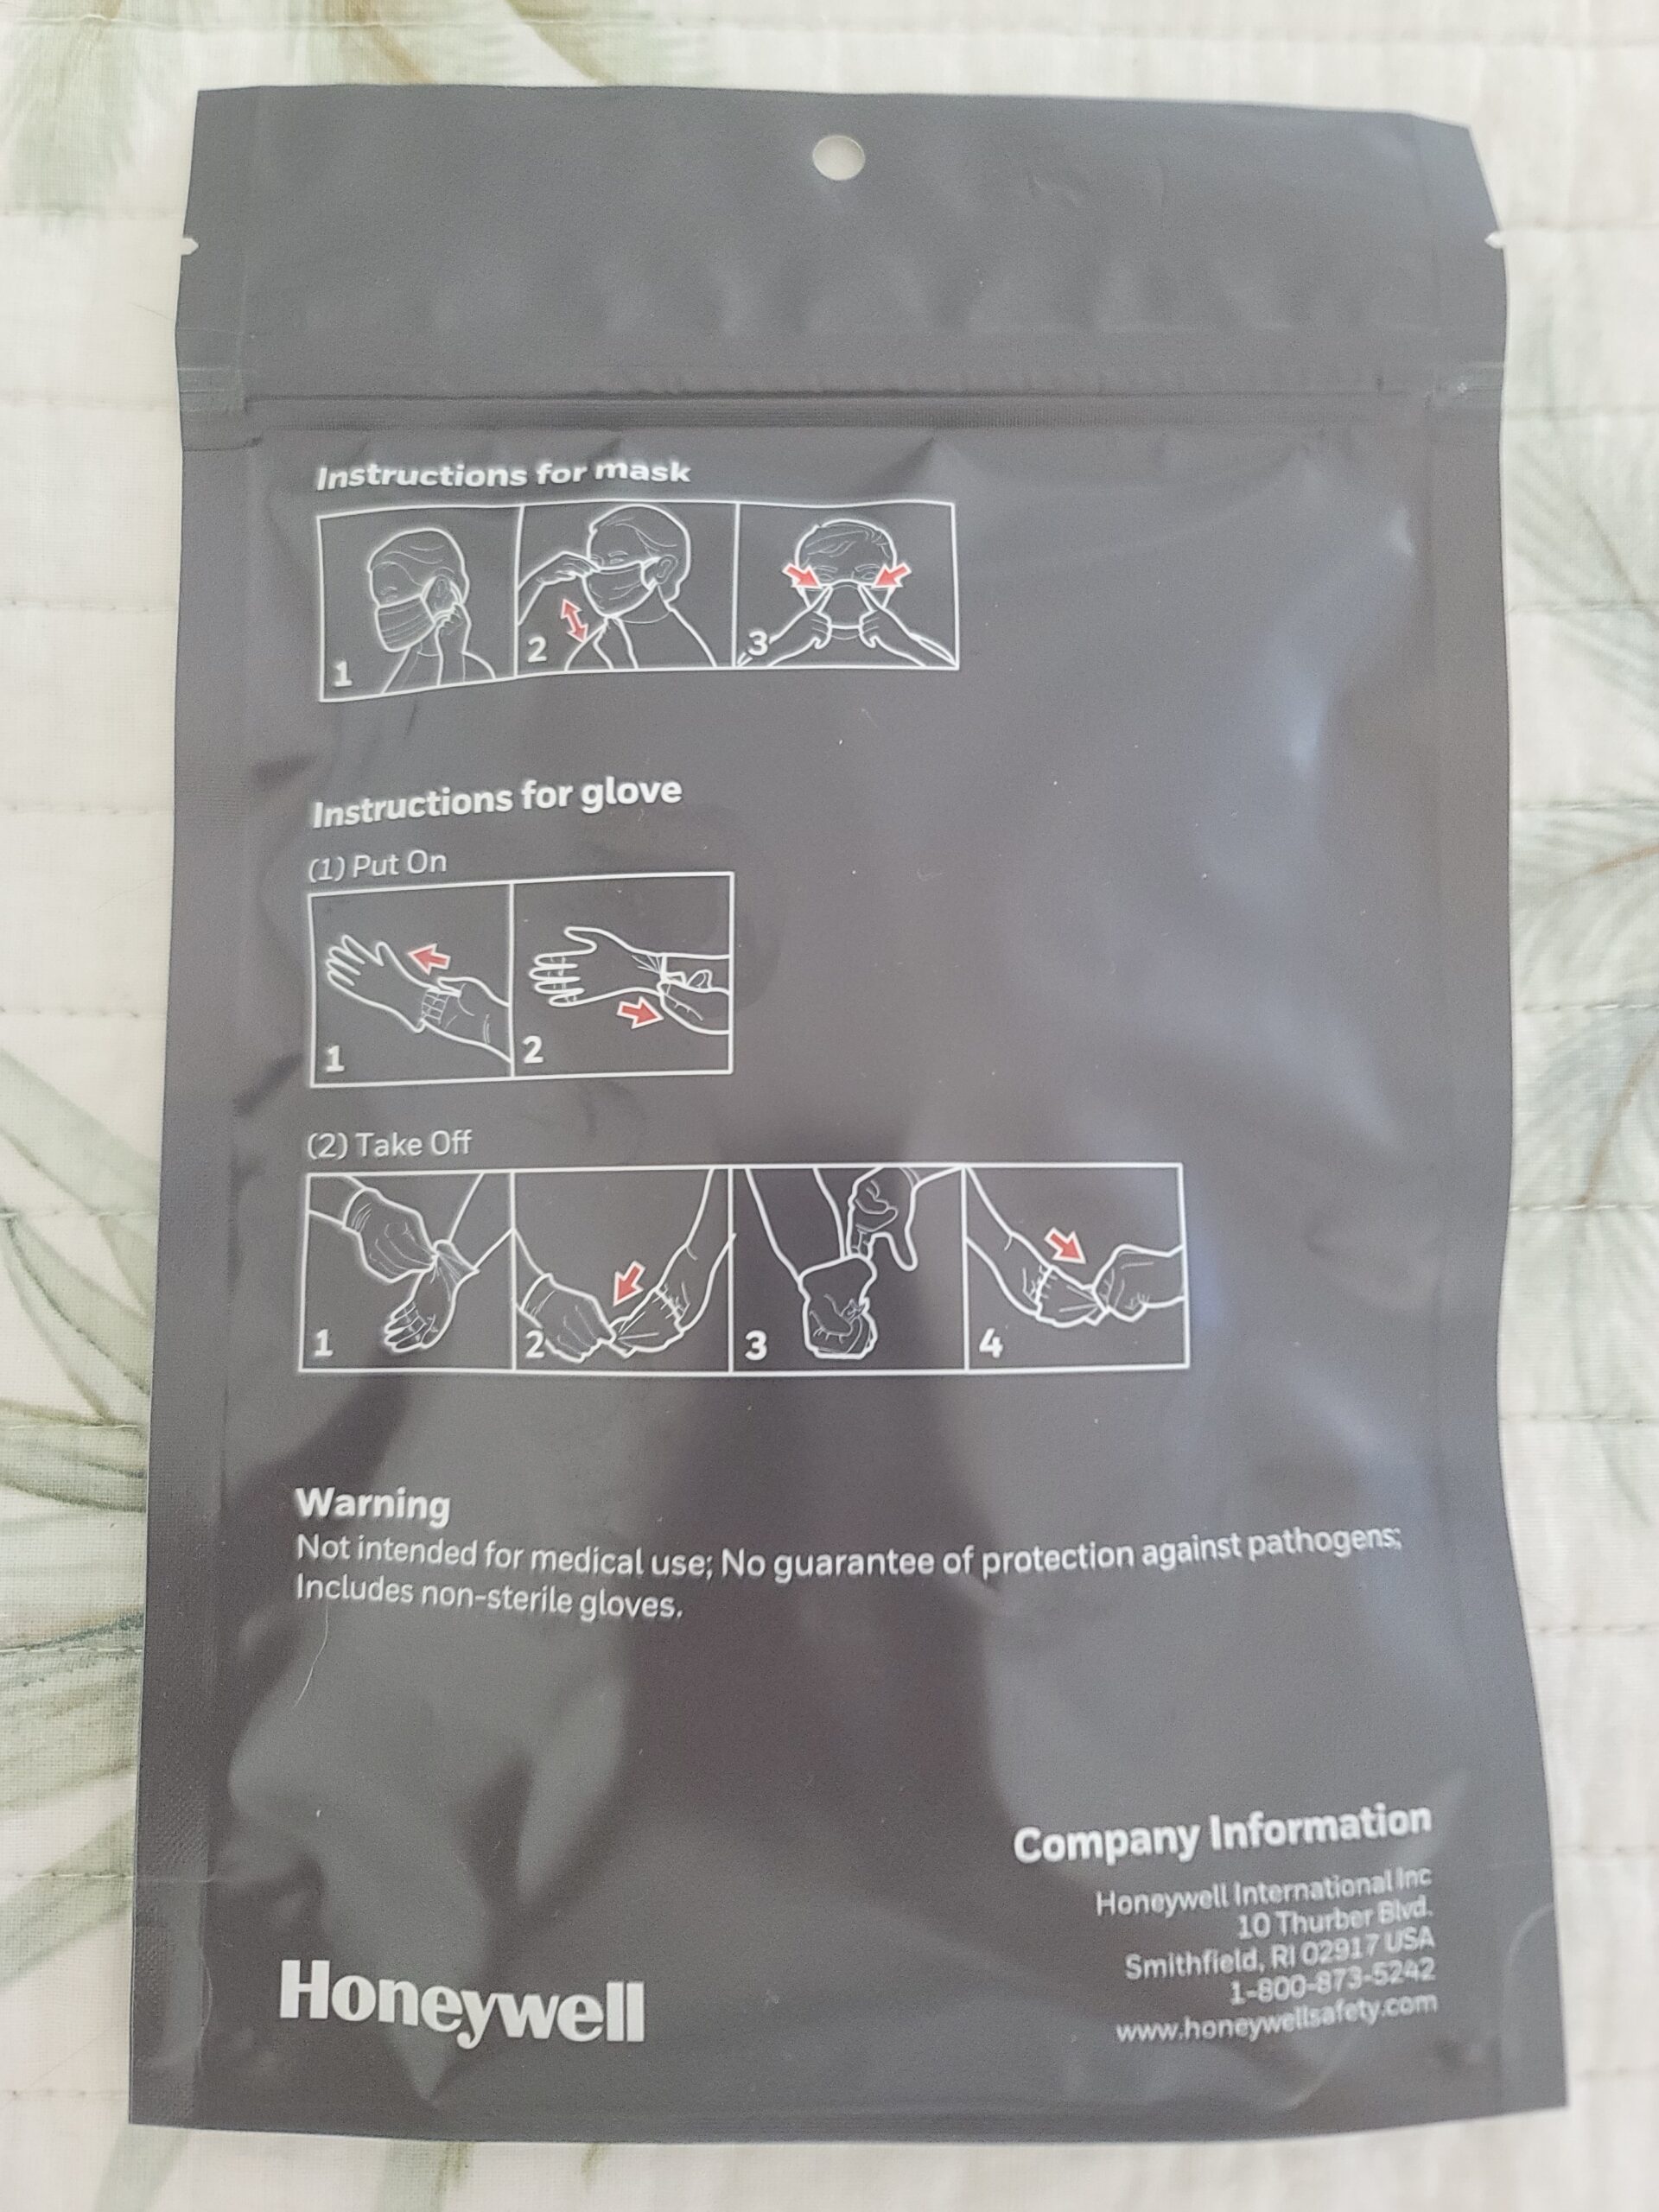 Instructions for mask
1
2
3
Instructions for glove
(1) Put On
1
2
(2) Take Off
1
2
3
4
Warning
Not intended for medical use; No guarantee of protection against pathogens;
Includes non-sterile gloves.
Company Information
Honeywell International Inc
10 Thurber Blvd.
Smithfield, RI 02917 USA
1-800-873-5242
www.honeywellsafety.com
Honeywell